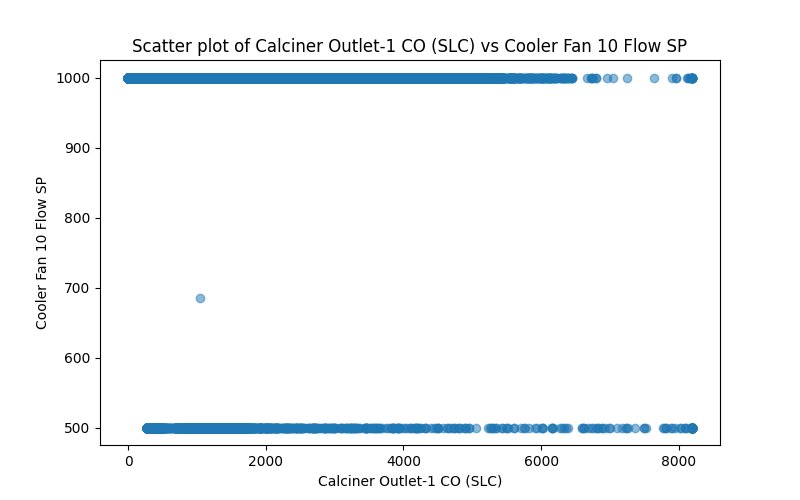 Scatter plot of Calciner Outlet-1 CO (SLC) vs Cooler Fan 10 Flow SP
1000
900
800
700
600
500
Cooler Fan 10 Flow SP
0 2000 4000 6000 8000
Calciner Outlet-1 CO (SLC)